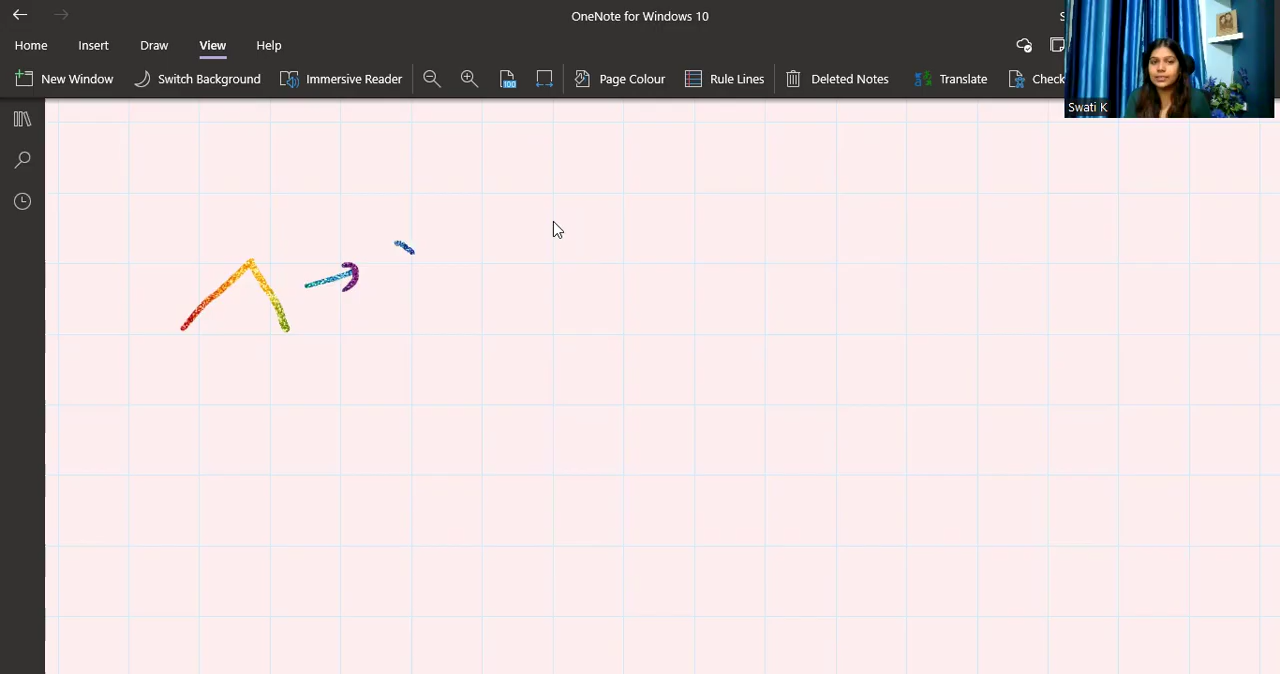 OneNote for Windows 10
S
Home Insert Draw View Help
New Window Switch Background Immersive Reader 100 Page Colour Rule Lines Deleted Notes Translate Check
Swati K